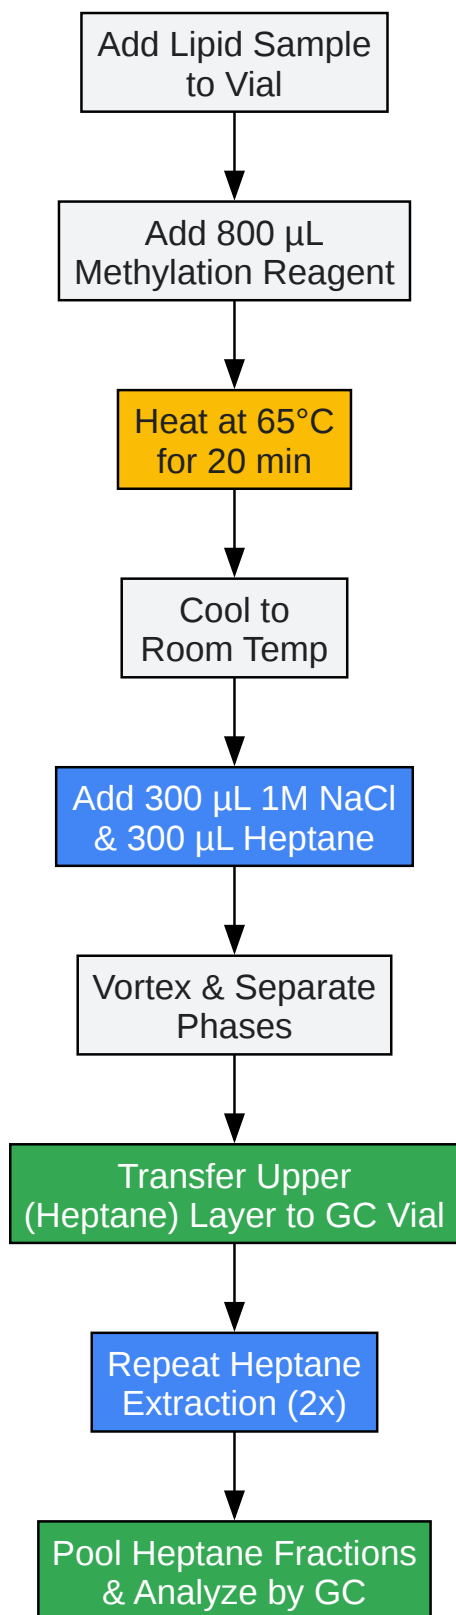 Add Lipid Sample
to Vial
Add 800 µL
Methylation Reagent
Heat at 65°C
for 20 min
Cool to
Room Temp
Add 300 µL 1M NaCl
& 300 µL Heptane
Vortex & Separate
Phases
Transfer Upper
(Heptane) Layer to GC Vial
Repeat Heptane
Extraction (2x)
Pool Heptane Fractions
& Analyze by GC